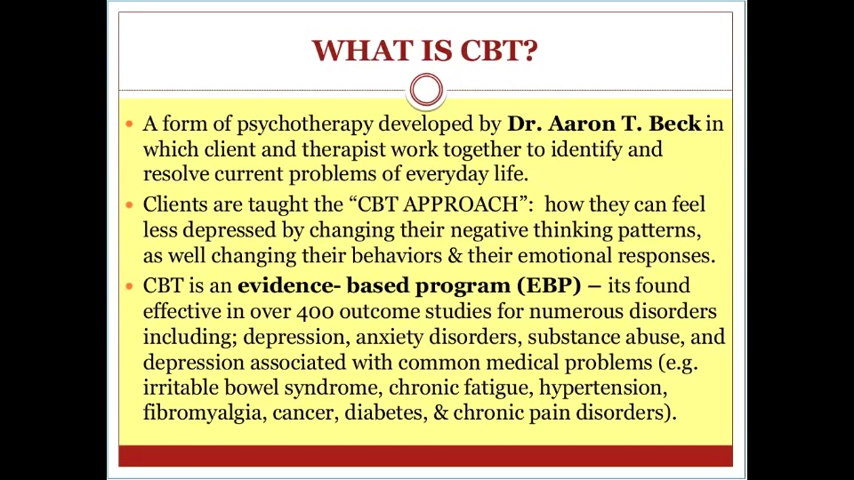 WHAT IS CBT?
• A form of psychotherapy developed by Dr. Aaron T. Beck in
which client and therapist work together to identify and
resolve current problems of everyday life.
• Clients are taught the “CBT APPROACH”:  how they can feel
less depressed by changing their negative thinking patterns,
as well changing their behaviors & their emotional responses.
• CBT is an evidence- based program (EBP) – its found
effective in over 400 outcome studies for numerous disorders
including; depression, anxiety disorders, substance abuse, and
depression associated with common medical problems (e.g.
irritable bowel syndrome, chronic fatigue, hypertension,
fibromyalgia, cancer, diabetes, & chronic pain disorders).